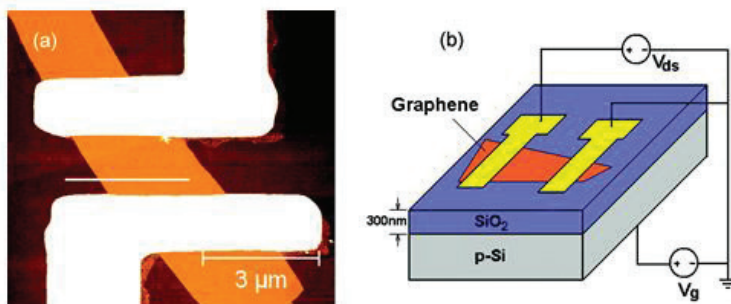 (a)
3 μm
(b)
Vds
Graphene
300nm
SiO2
p-Si
Vg